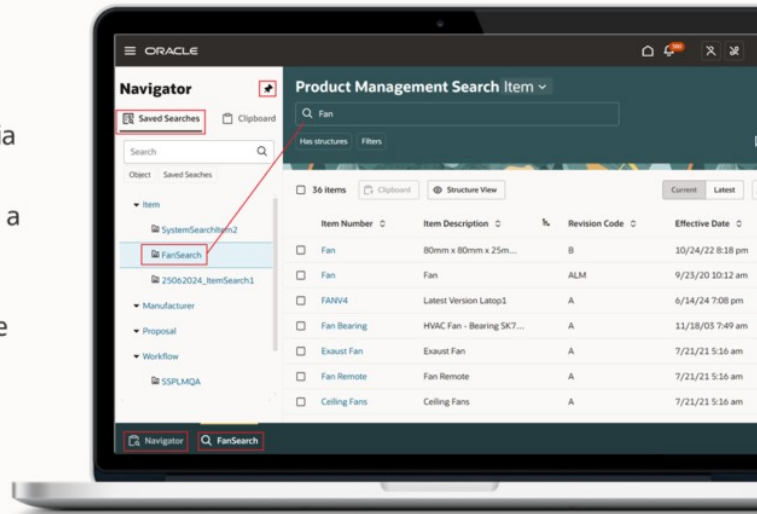 ia
a
e
ORACLE
Navigator
Saved Searches Clipboard
Search
Object Saved Seaches
Item
SystemSearchItem2
FanSearch
25062024_ItemSearch1
Manufacturer
Proposal
Workflow
SSPLMQA
Product Management Search Item
Fan
Has structures Filters
36 items Clipboard Structure View Current Latest
Item Number Item Description Revision Code Effective Date
Fan 80mm x 80mm x 25m... B 10/24/22 8:18 pm
Fan Fan ALM 9/23/20 10:12 am
FANV4 Latest Version Latop1 A 6/14/24 7:08 pm
Fan Bearing HVAC Fan - Bearing SK7... A 11/18/03 7:49 am
Exaust Fan Exaust Fan A 7/21/21 5:16 am
Fan Remote Fan Remote A 7/21/21 5:16 am
Ceiling Fans Ceiling Fans A 7/21/21 5:16 am
Navigator FanSearch